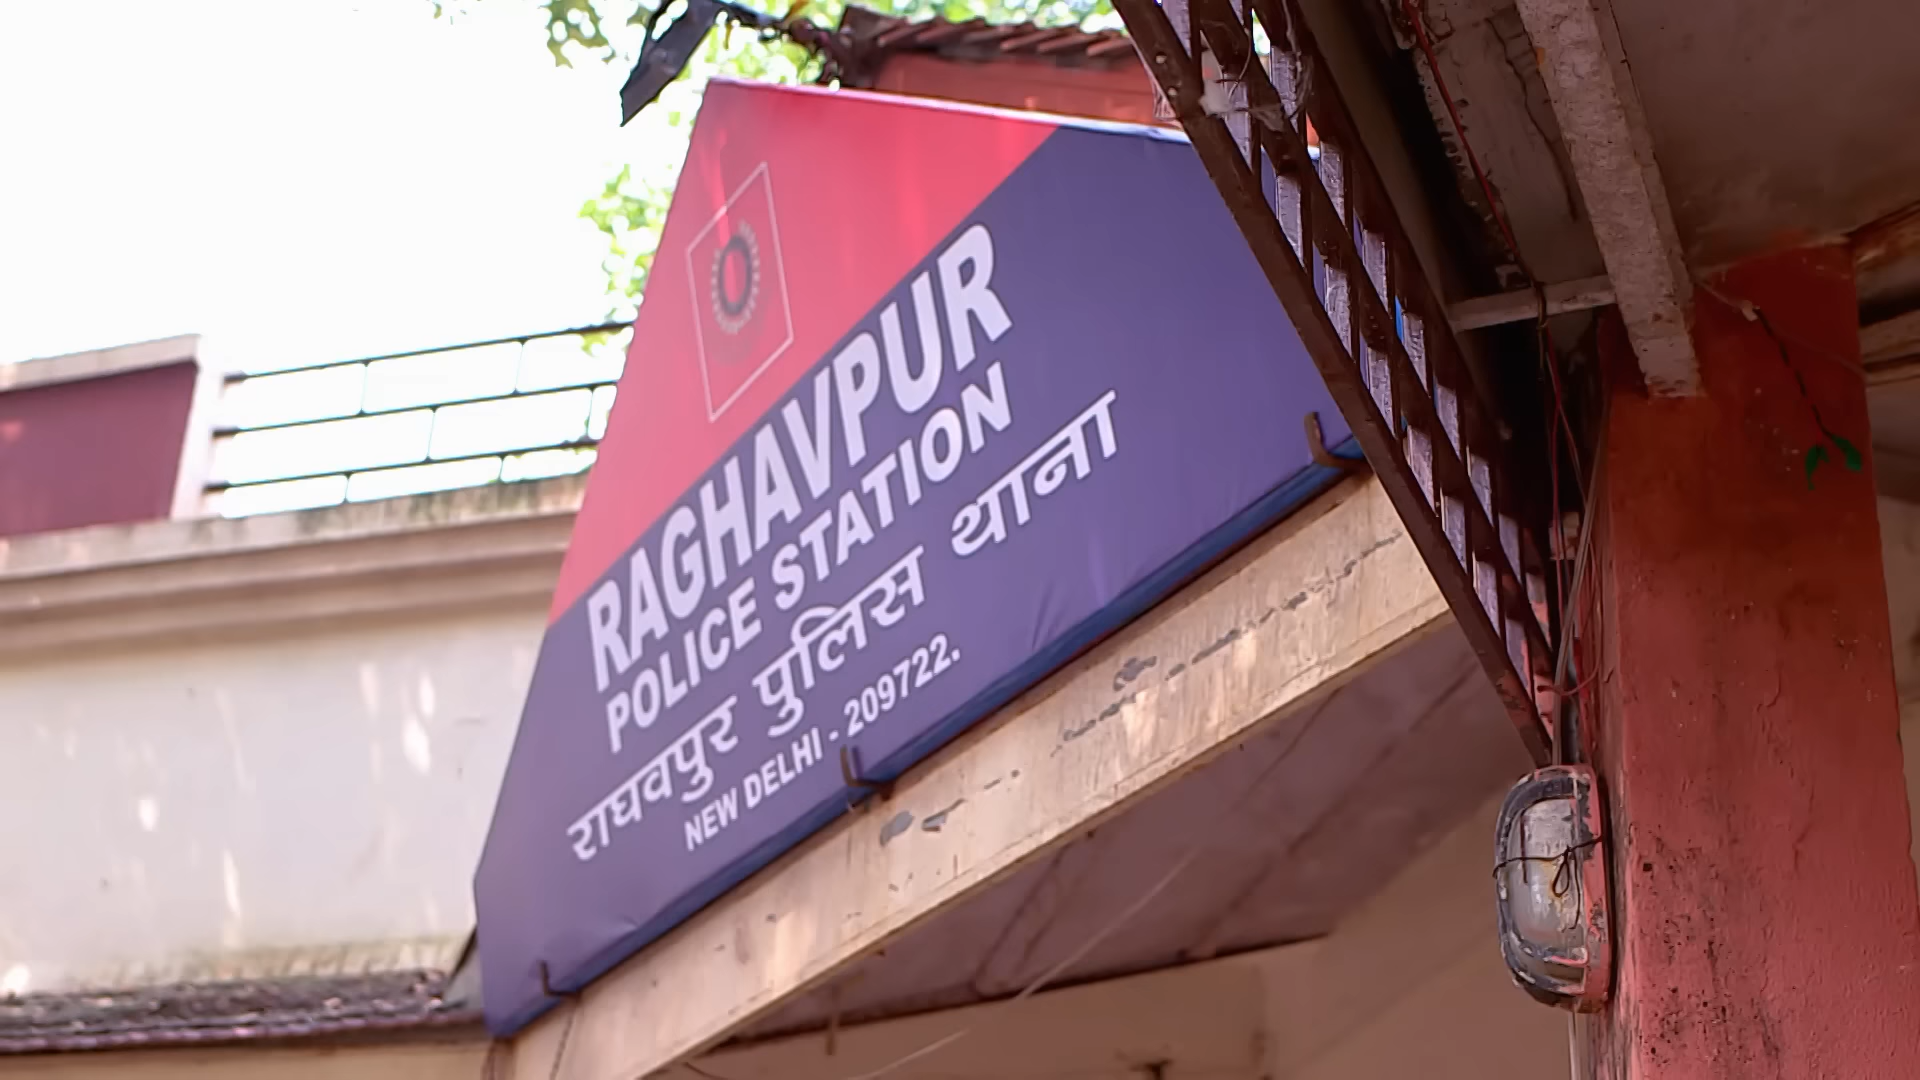 RAGHAVPUR
POLICE STATION
राघवपुर पुलिस थाना
NEW DELHI - 209722.